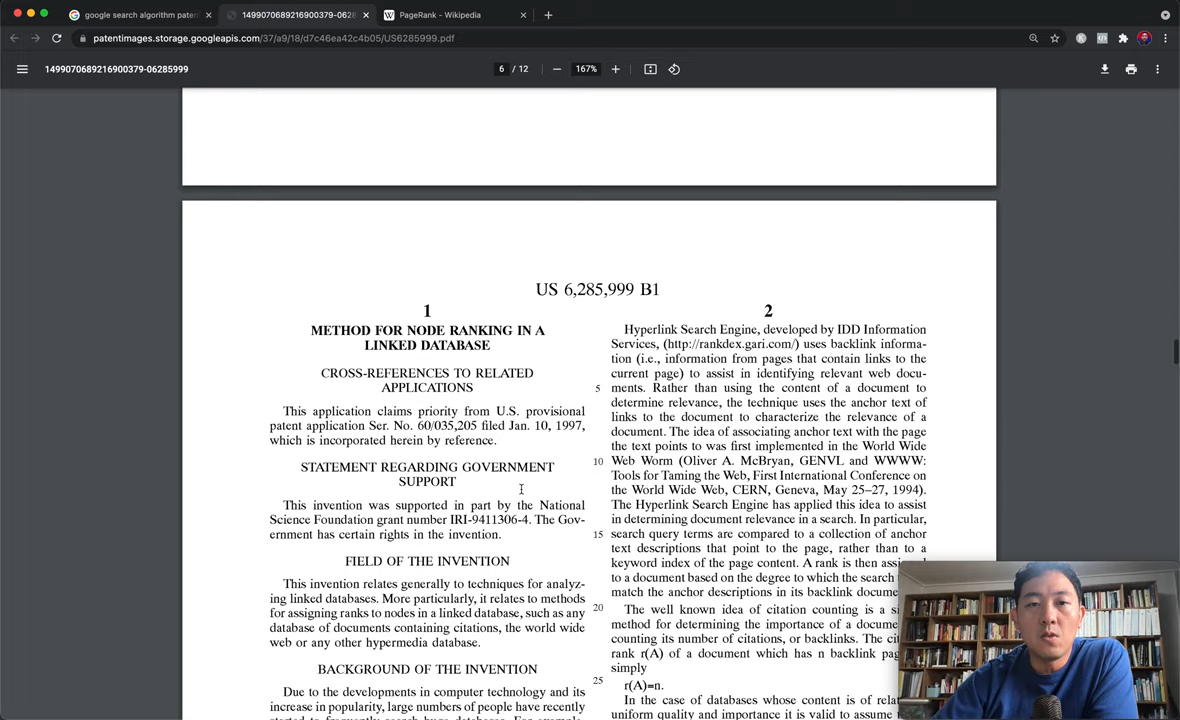 google search algorithm paten
1499070689216900379-0628
PageRank - Wikipedia
patentimages.storage.googleapis.com/37/a9/18/d7c46ea42c4b05/US6285999.pdf
1499070689216900379-06285999
6 / 12
167%
US 6,285,999 B1
1
METHOD FOR NODE RANKING IN A
LINKED DATABASE
CROSS-REFERENCES TO RELATED
APPLICATIONS
This application claims priority from U.S. provisional
patent application Ser. No. 60/035,205 filed Jan. 10, 1997,
which is incorporated herein by reference.
STATEMENT REGARDING GOVERNMENT
SUPPORT
This invention was supported in part by the National
Science Foundation grant number IRI-9411306-4. The Gov-
ernment has certain rights in the invention.
FIELD OF THE INVENTION
This invention relates generally to techniques for analyz-
ing linked databases. More particularly, it relates to methods
for assigning ranks to nodes in a linked database, such as any
database of documents containing citations, the world wide
web or any other hypermedia database.
BACKGROUND OF THE INVENTION
Due to the developments in computer technology and its
increase in popularity, large numbers of people have recently
started to frequently search huge databases. For example,
5
10
15
20
25
2
Hyperlink Search Engine, developed by IDD Information
Services, (http://rankdex.gari.com/) uses backlink informa-
tion (i.e., information from pages that contain links to the
current page) to assist in identifying relevant web docu-
ments. Rather than using the content of a document to
determine relevance, the technique uses the anchor text of
links to the document to characterize the relevance of a
document. The idea of associating anchor text with the page
the text points to was first implemented in the World Wide
Web Worm (Oliver A. McBryan, GENVL and WWWW:
Tools for Taming the Web, First International Conference on
the World Wide Web, CERN, Geneva, May 25–27, 1994).
The Hyperlink Search Engine has applied this idea to assist
in determining document relevance in a search. In particular,
search query terms are compared to a collection of anchor
text descriptions that point to the page, rather than to a
keyword index of the page content. A rank is then assig
to a document based on the degree to which the search
match the anchor descriptions in its backlink docume
The well known idea of citation counting is a si
method for determining the importance of a docume
counting its number of citations, or backlinks. The cit
rank r(A) of a document which has n backlink pag
simply
r(A)=n.
In the case of databases whose content is of relat
uniform quality and importance it is valid to assume